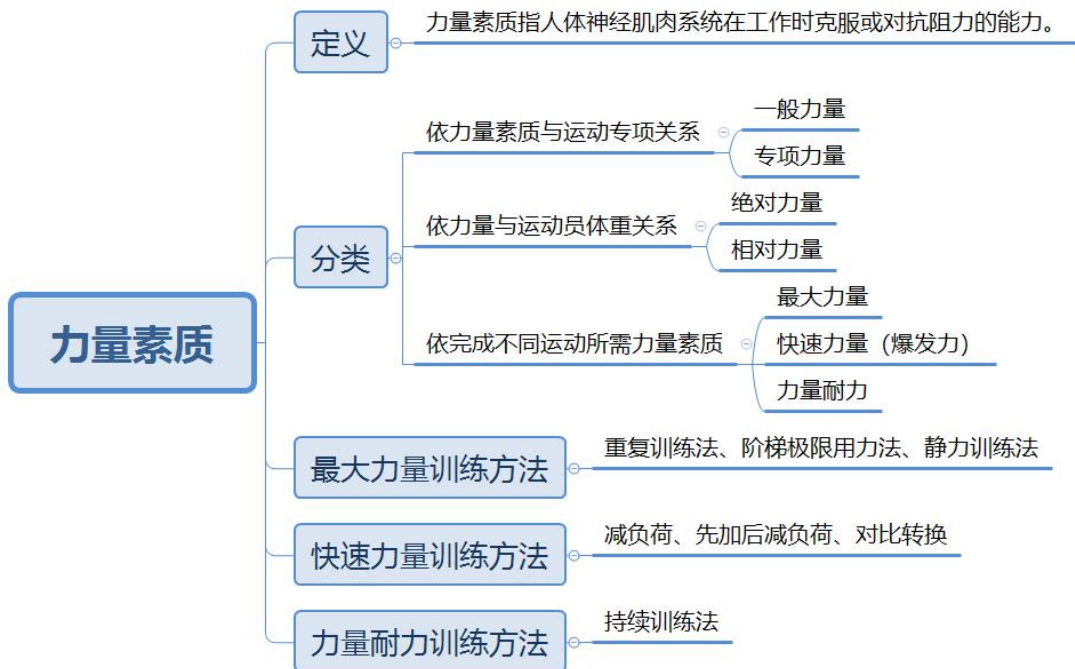 力量素质
定义
力量素质指人体神经肌肉系统在工作时克服或对抗阻力的能力。
分类
依力量素质与运动专项关系
一般力量
专项力量
依力量与运动员体重关系
绝对力量
相对力量
依完成不同运动所需力量素质
最大力量
快速力量（爆发力）
力量耐力
最大力量训练方法
重复训练法、阶梯极限用力法、静力训练法
快速力量训练方法
减负荷、先加后减负荷、对比转换
力量耐力训练方法
持续训练法